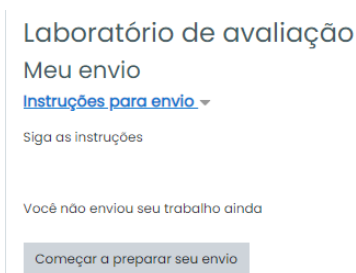 Laboratório de avaliação
Meu envio
Instruções para envio
Siga as instruções
Você não enviou seu trabalho ainda
Começar a preparar seu envio